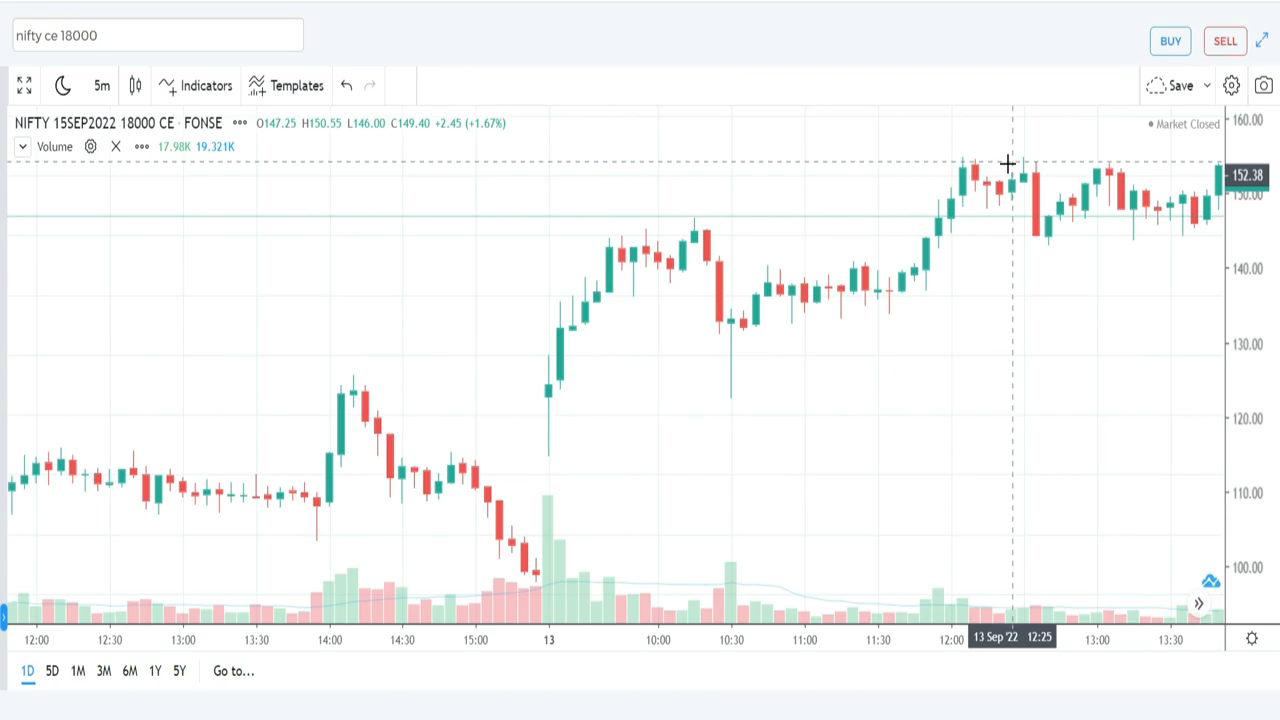 nifty ce 18000
BUY
SELL
5m
Indicators
Templates
Save
NIFTY 15SEP2022 18000 CE · FONSE ••• O147.25 H150.55 L146.00 C149.40 +2.45 (+1.67%)
Market Closed
Volume
17.98K 19.321K
160.00
152.38
150.00
140.00
130.00
120.00
110.00
100.00
12:00 12:30 13:00 13:30 14:00 14:30 15:00 13 10:00 10:30 11:00 11:30 12:00 13 Sep '22 12:25 13:00 13:30
1D 5D 1M 3M 6M 1Y 5Y Go to...